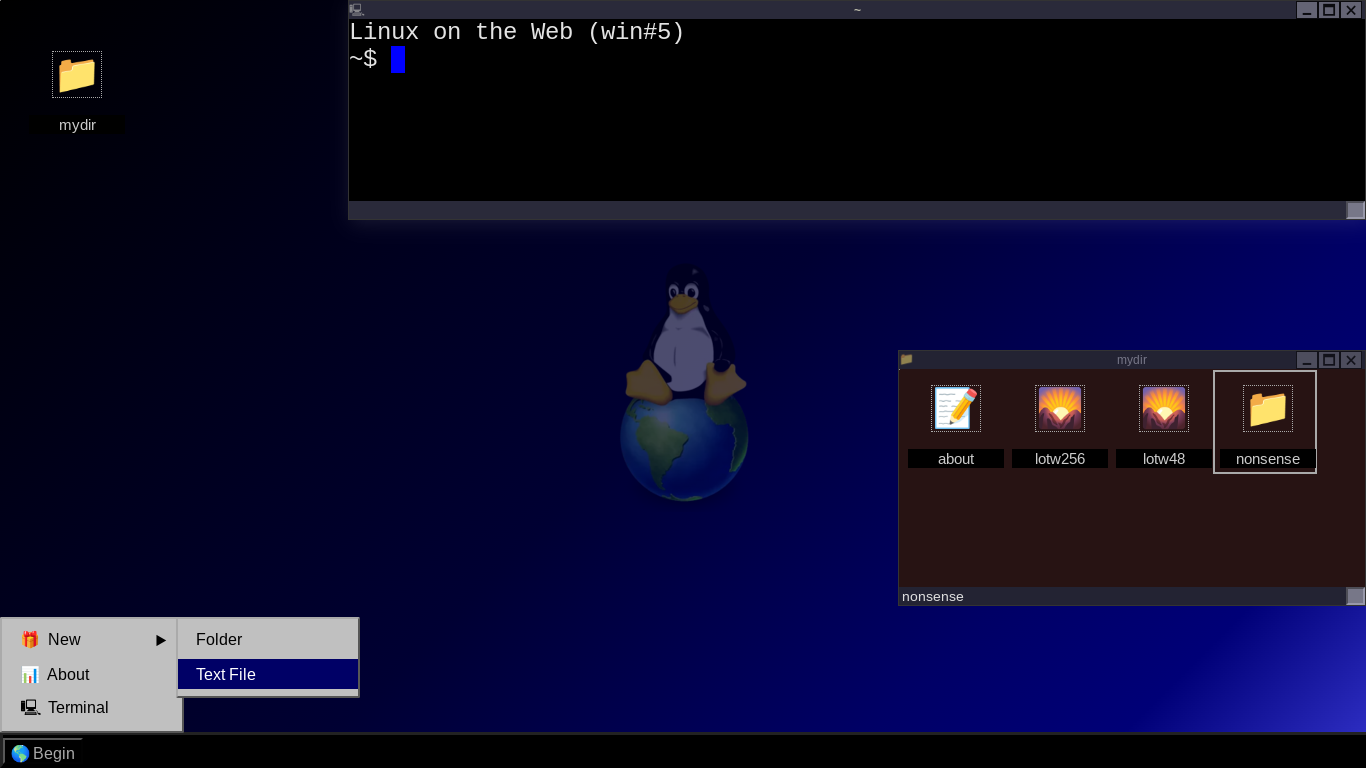 ~
Linux on the Web (win#5)
~$
mydir
mydir
about lotw256 lotw48 nonsense
nonsense
New
About
Terminal
Folder
Text File
Begin